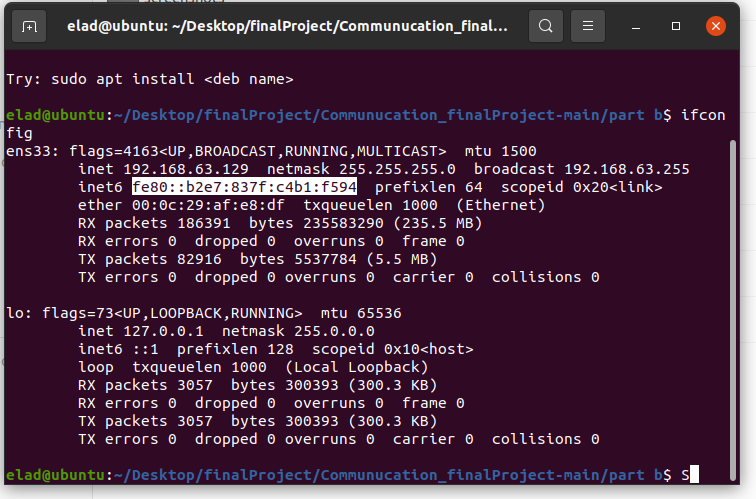 elad@ubuntu: ~/Desktop/finalProject/Communucation_final...
Try: sudo apt install <deb name>
elad@ubuntu:~/Desktop/finalProject/Communucation_finalProject-main/part b$ ifcon
fig
ens33: flags=4163<UP,BROADCAST,RUNNING,MULTICAST>  mtu 1500
        inet 192.168.63.129  netmask 255.255.255.0  broadcast 192.168.63.255
        inet6 fe80::b2e7:837f:c4b1:f594  prefixlen 64  scopeid 0x20<link>
        ether 00:0c:29:af:e8:df  txqueuelen 1000  (Ethernet)
        RX packets 186391  bytes 235583290 (235.5 MB)
        RX errors 0  dropped 0  overruns 0  frame 0
        TX packets 82916  bytes 5537784 (5.5 MB)
        TX errors 0  dropped 0 overruns 0  carrier 0  collisions 0
lo: flags=73<UP,LOOPBACK,RUNNING>  mtu 65536
        inet 127.0.0.1  netmask 255.0.0.0
        inet6 ::1  prefixlen 128  scopeid 0x10<host>
        loop  txqueuelen 1000  (Local Loopback)
        RX packets 3057  bytes 300393 (300.3 KB)
        RX errors 0  dropped 0  overruns 0  frame 0
        TX packets 3057  bytes 300393 (300.3 KB)
        TX errors 0  dropped 0 overruns 0  carrier 0  collisions 0
elad@ubuntu:~/Desktop/finalProject/Communucation_finalProject-main/part b$ S